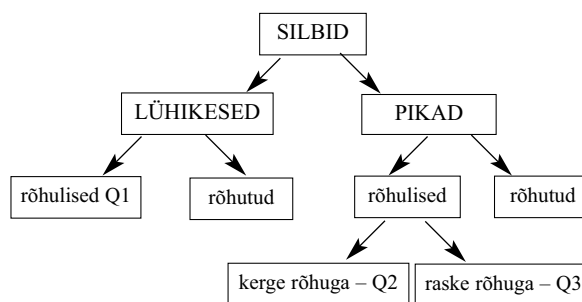 SILBID
LÜHIKESED
PIKAD
rõhulised Q1
rõhutud
rõhulised
rõhutud
kerge rõhuga – Q2
raske rõhuga – Q3